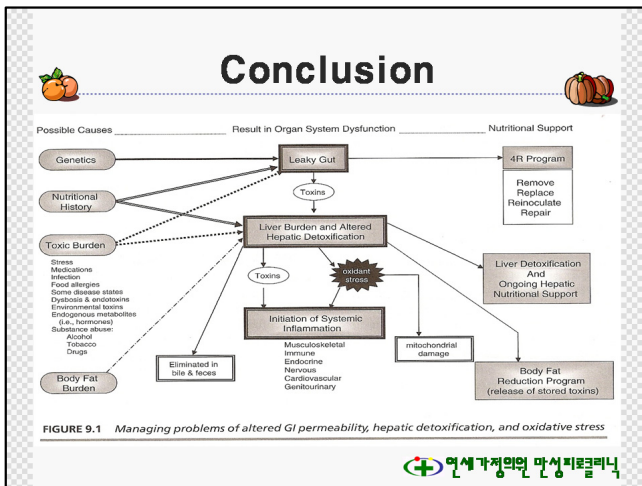 Conclusion
Possible Causes
Result in Organ System Dysfunction
Nutritional Support
Genetics
Leaky Gut
4R Program
Toxins
Remove
Replace
Reinoculate
Repair
Nutritional
History
Liver Burden and Altered
Hepatic Detoxification
Toxic Burden
Stress
Medications
Infection
Food allergies
Some disease states
Dysbosis & endotoxins
Environmental toxins
Endogenous metabolites
(i.e., hormones)
Substance abuse:
Alcohol
Tobacco
Drugs
Toxins
oxidant
stress
Liver Detoxification
And
Ongoing Hepatic
Nutritional Support
Initiation of Systemic
Inflammation
Musculoskeletal
Immune
Endocrine
Nervous
Cardiovascular
Genitourinary
mitochondrial
damage
Eliminated in
bile & feces
Body Fat
Burden
Body Fat
Reduction Program
(release of stored toxins)
FIGURE 9.1 Managing problems of altered GI permeability, hepatic detoxification, and oxidative stress
연세가정의원 만성피로클리닉